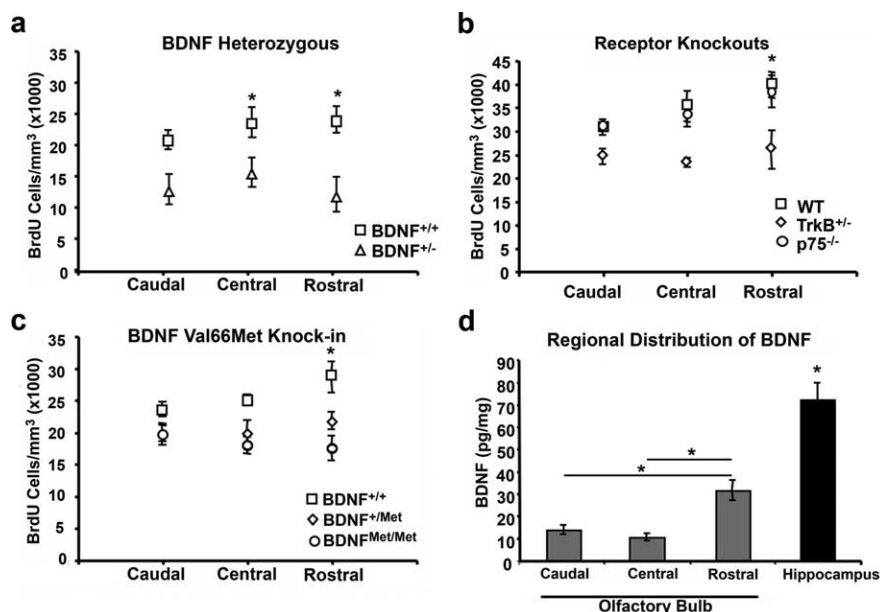 a
BDNF Heterozygous
BrdU Cells/mm³ (x1000)
35
30
25
20
15
10
5
0
*
*
BDNF+/+
BDNF+/-
Caudal
Central
Rostral
b
Receptor Knockouts
BrdU Cells/mm³ (x1000)
45
40
35
30
25
20
15
10
5
0
*
WT
TrkB+/-
p75-/-
Caudal
Central
Rostral
c
BDNF Val66Met Knock-in
BrdU Cells/mm³ (x1000)
35
30
25
20
15
10
5
0
*
BDNF+/+
BDNF+/Met
BDNFMet/Met
Caudal
Central
Rostral
d
Regional Distribution of BDNF
BDNF (pg/mg)
90
80
70
60
50
40
30
20
10
0
*
*
*
Caudal
Central
Rostral
Hippocampus
Olfactory Bulb